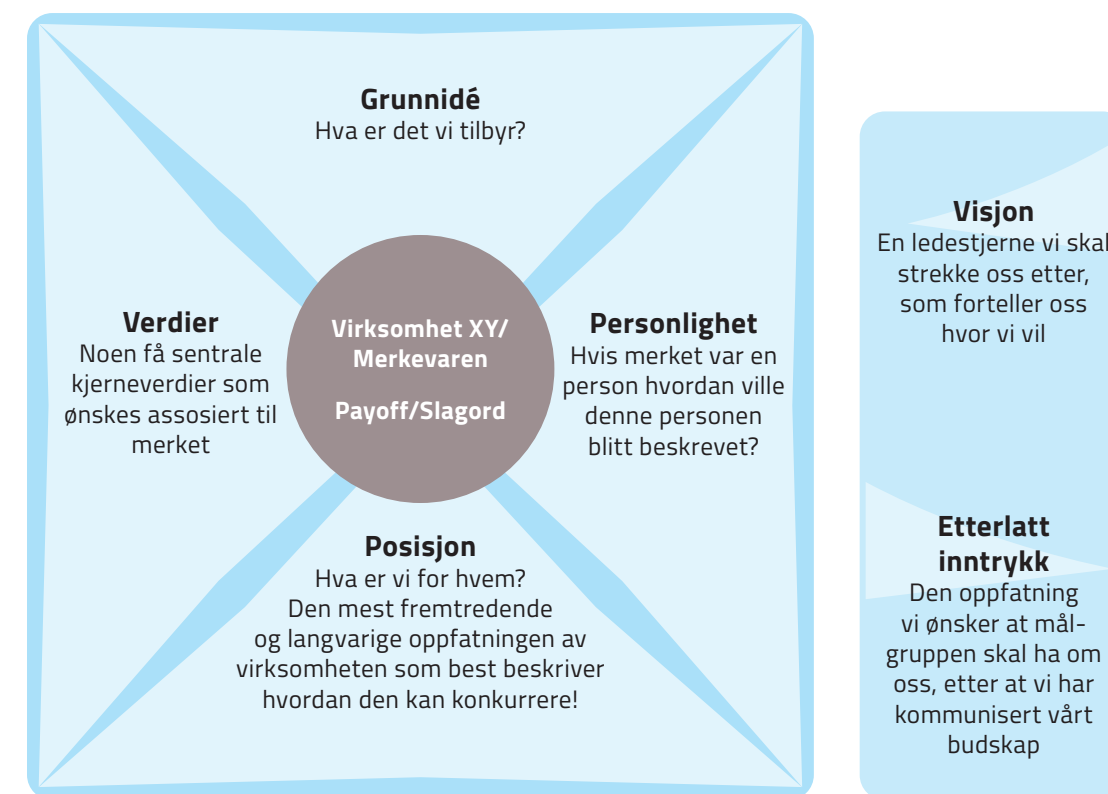 Grunnidé
Hva er det vi tilbyr?
Verdier
Noen få sentrale
kjerneverdier som
ønskes assosiert til
merket
Virksomhet XY/
Merkevaren
Payoff/Slagord
Personlighet
Hvis merket var en
person hvordan ville
denne personen
blitt beskrevet?
Posisjon
Hva er vi for hvem?
Den mest fremtredende
og langvarige oppfatningen av
virksomheten som best beskriver
hvordan den kan konkurrere!
Visjon
En ledestjerne vi skal
strekke oss etter,
som forteller oss
hvor vi vil
Etterlatt
inntrykk
Den oppfatning
vi ønsker at mål-
gruppen skal ha om
oss, etter at vi har
kommunisert vårt
budskap